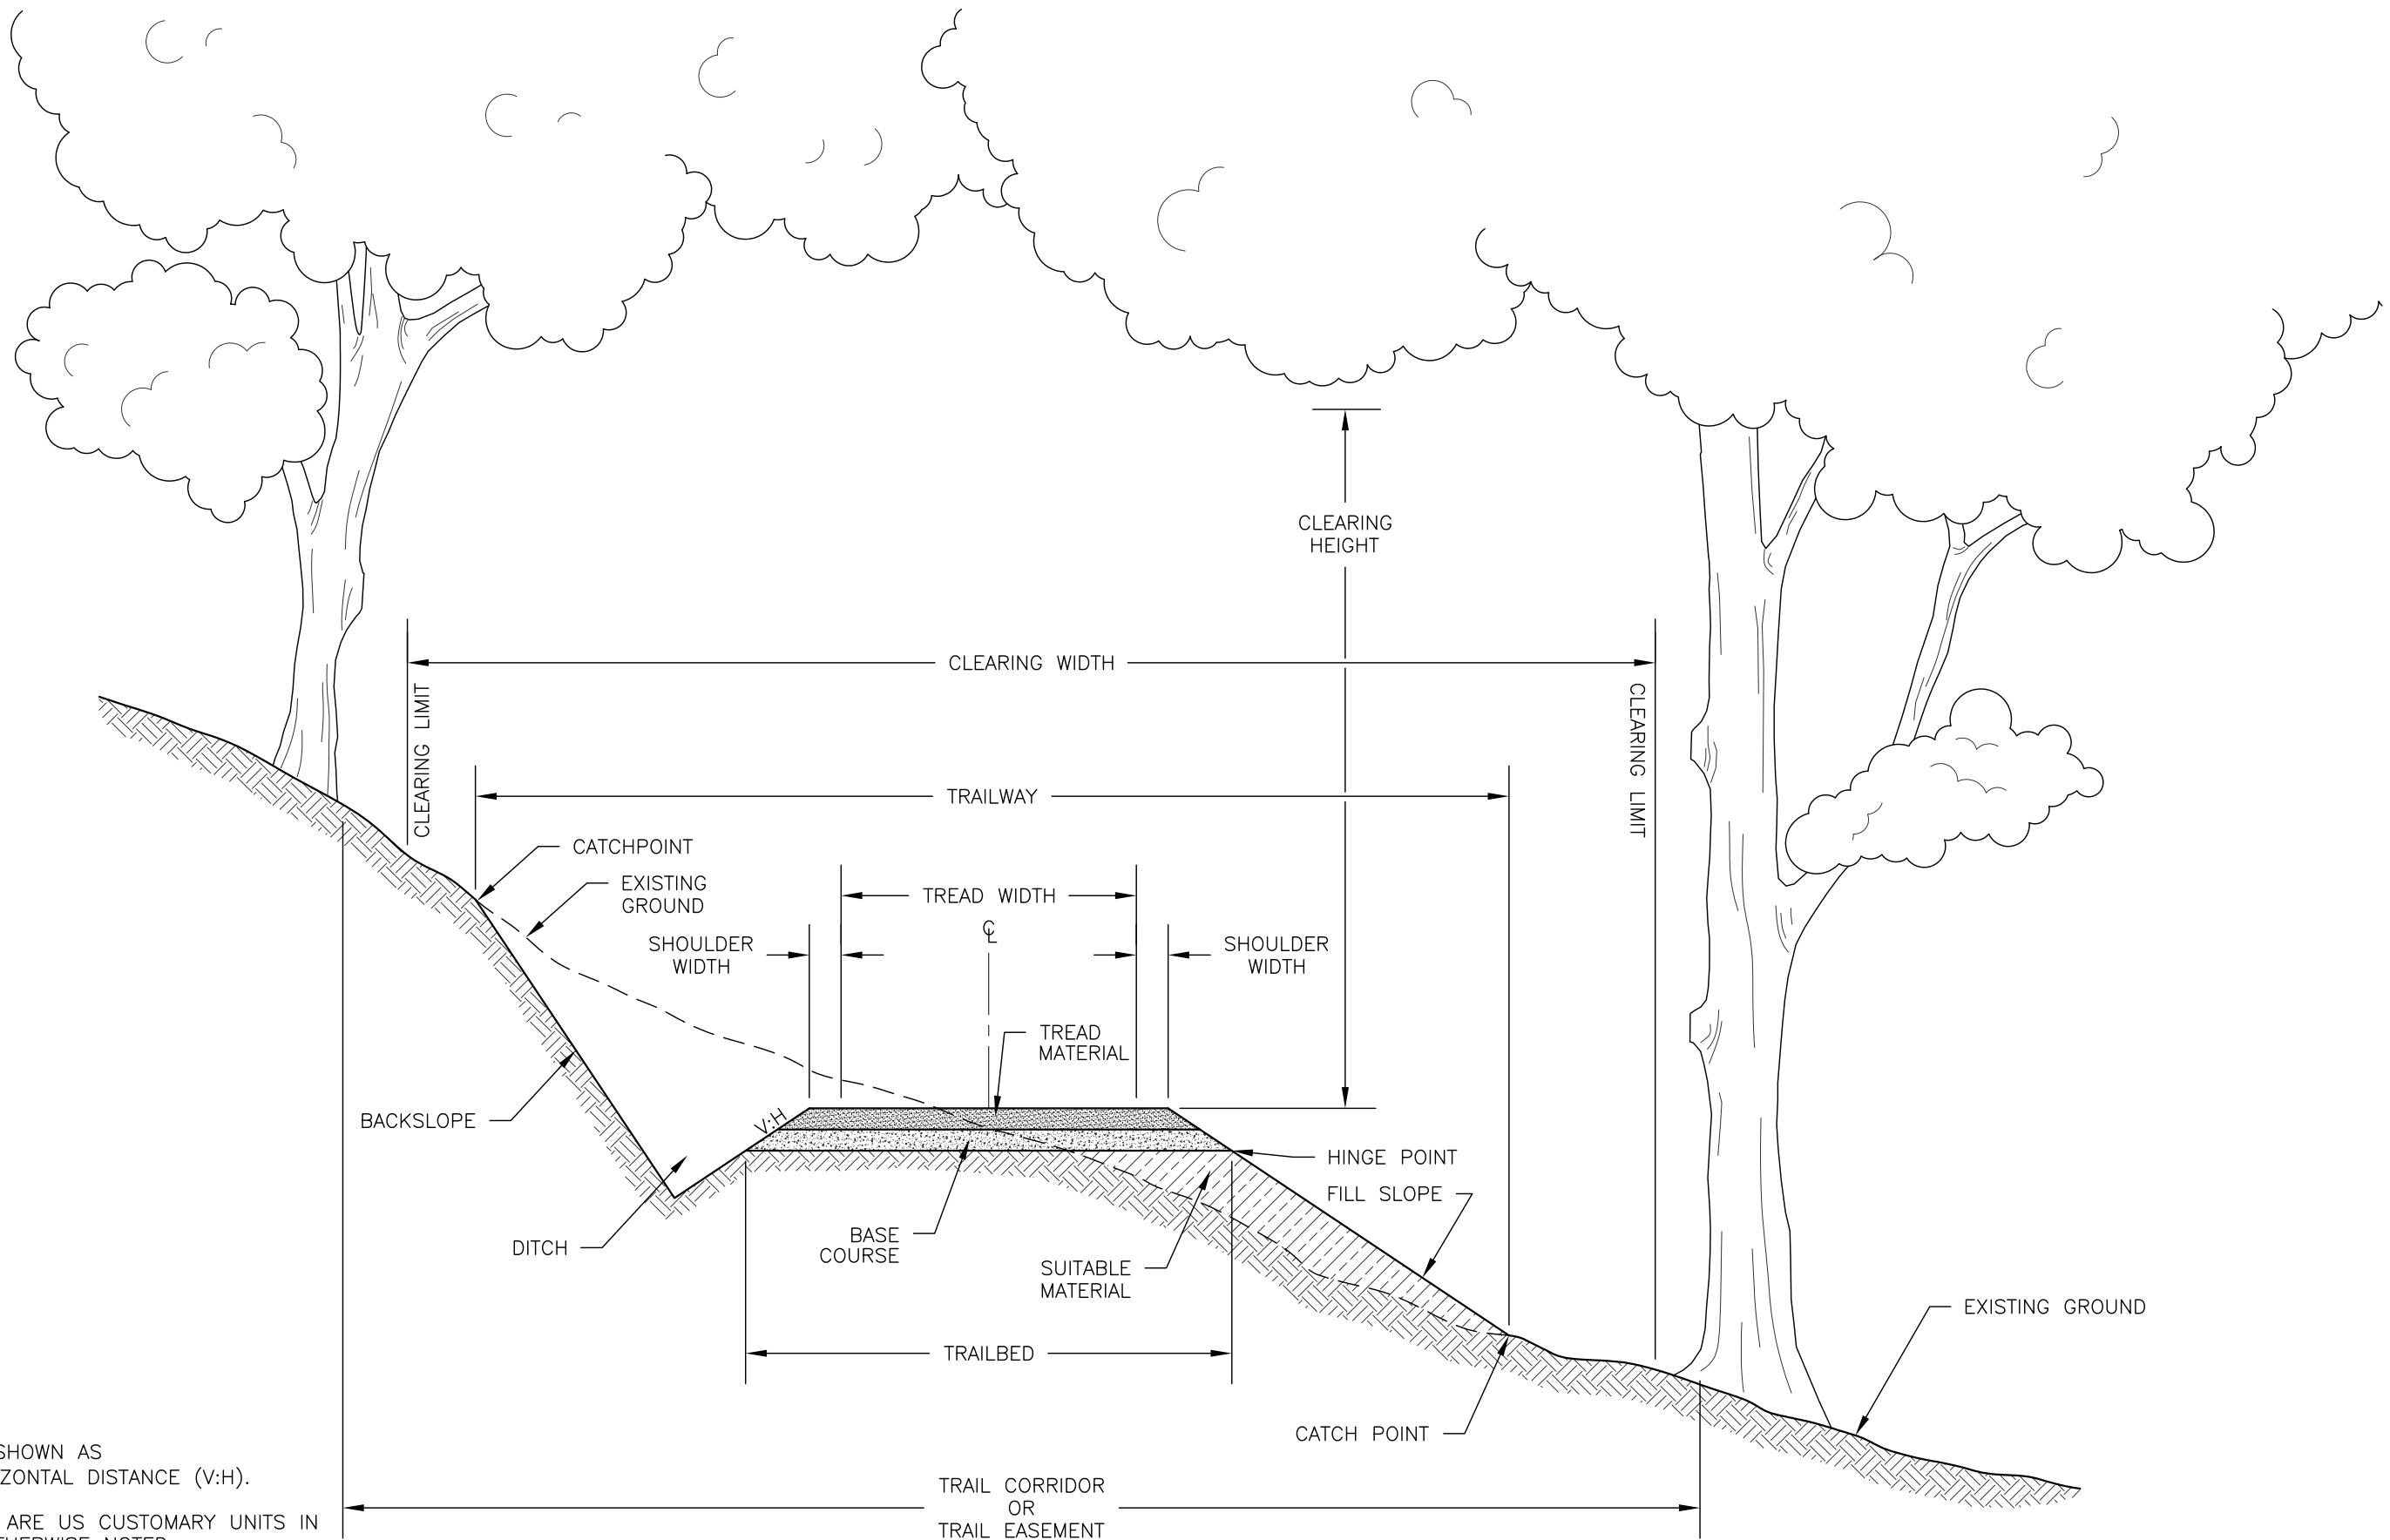 CLEARING
HEIGHT
CLEARING WIDTH
CLEARING LIMIT
CLEARING LIMIT
TRAILWAY
CATCHPOINT
EXISTING
GROUND
TREAD WIDTH
℄
SHOULDER
WIDTH
SHOULDER
WIDTH
TREAD
MATERIAL
V:H
BACKSLOPE
HINGE POINT
FILL SLOPE
DITCH
BASE
COURSE
SUITABLE
MATERIAL
EXISTING GROUND
TRAILBED
CATCH POINT
SHOWN AS
ZONTAL DISTANCE (V:H).
TRAIL CORRIDOR
OR
TRAIL EASEMENT
ARE US CUSTOMARY UNITS IN